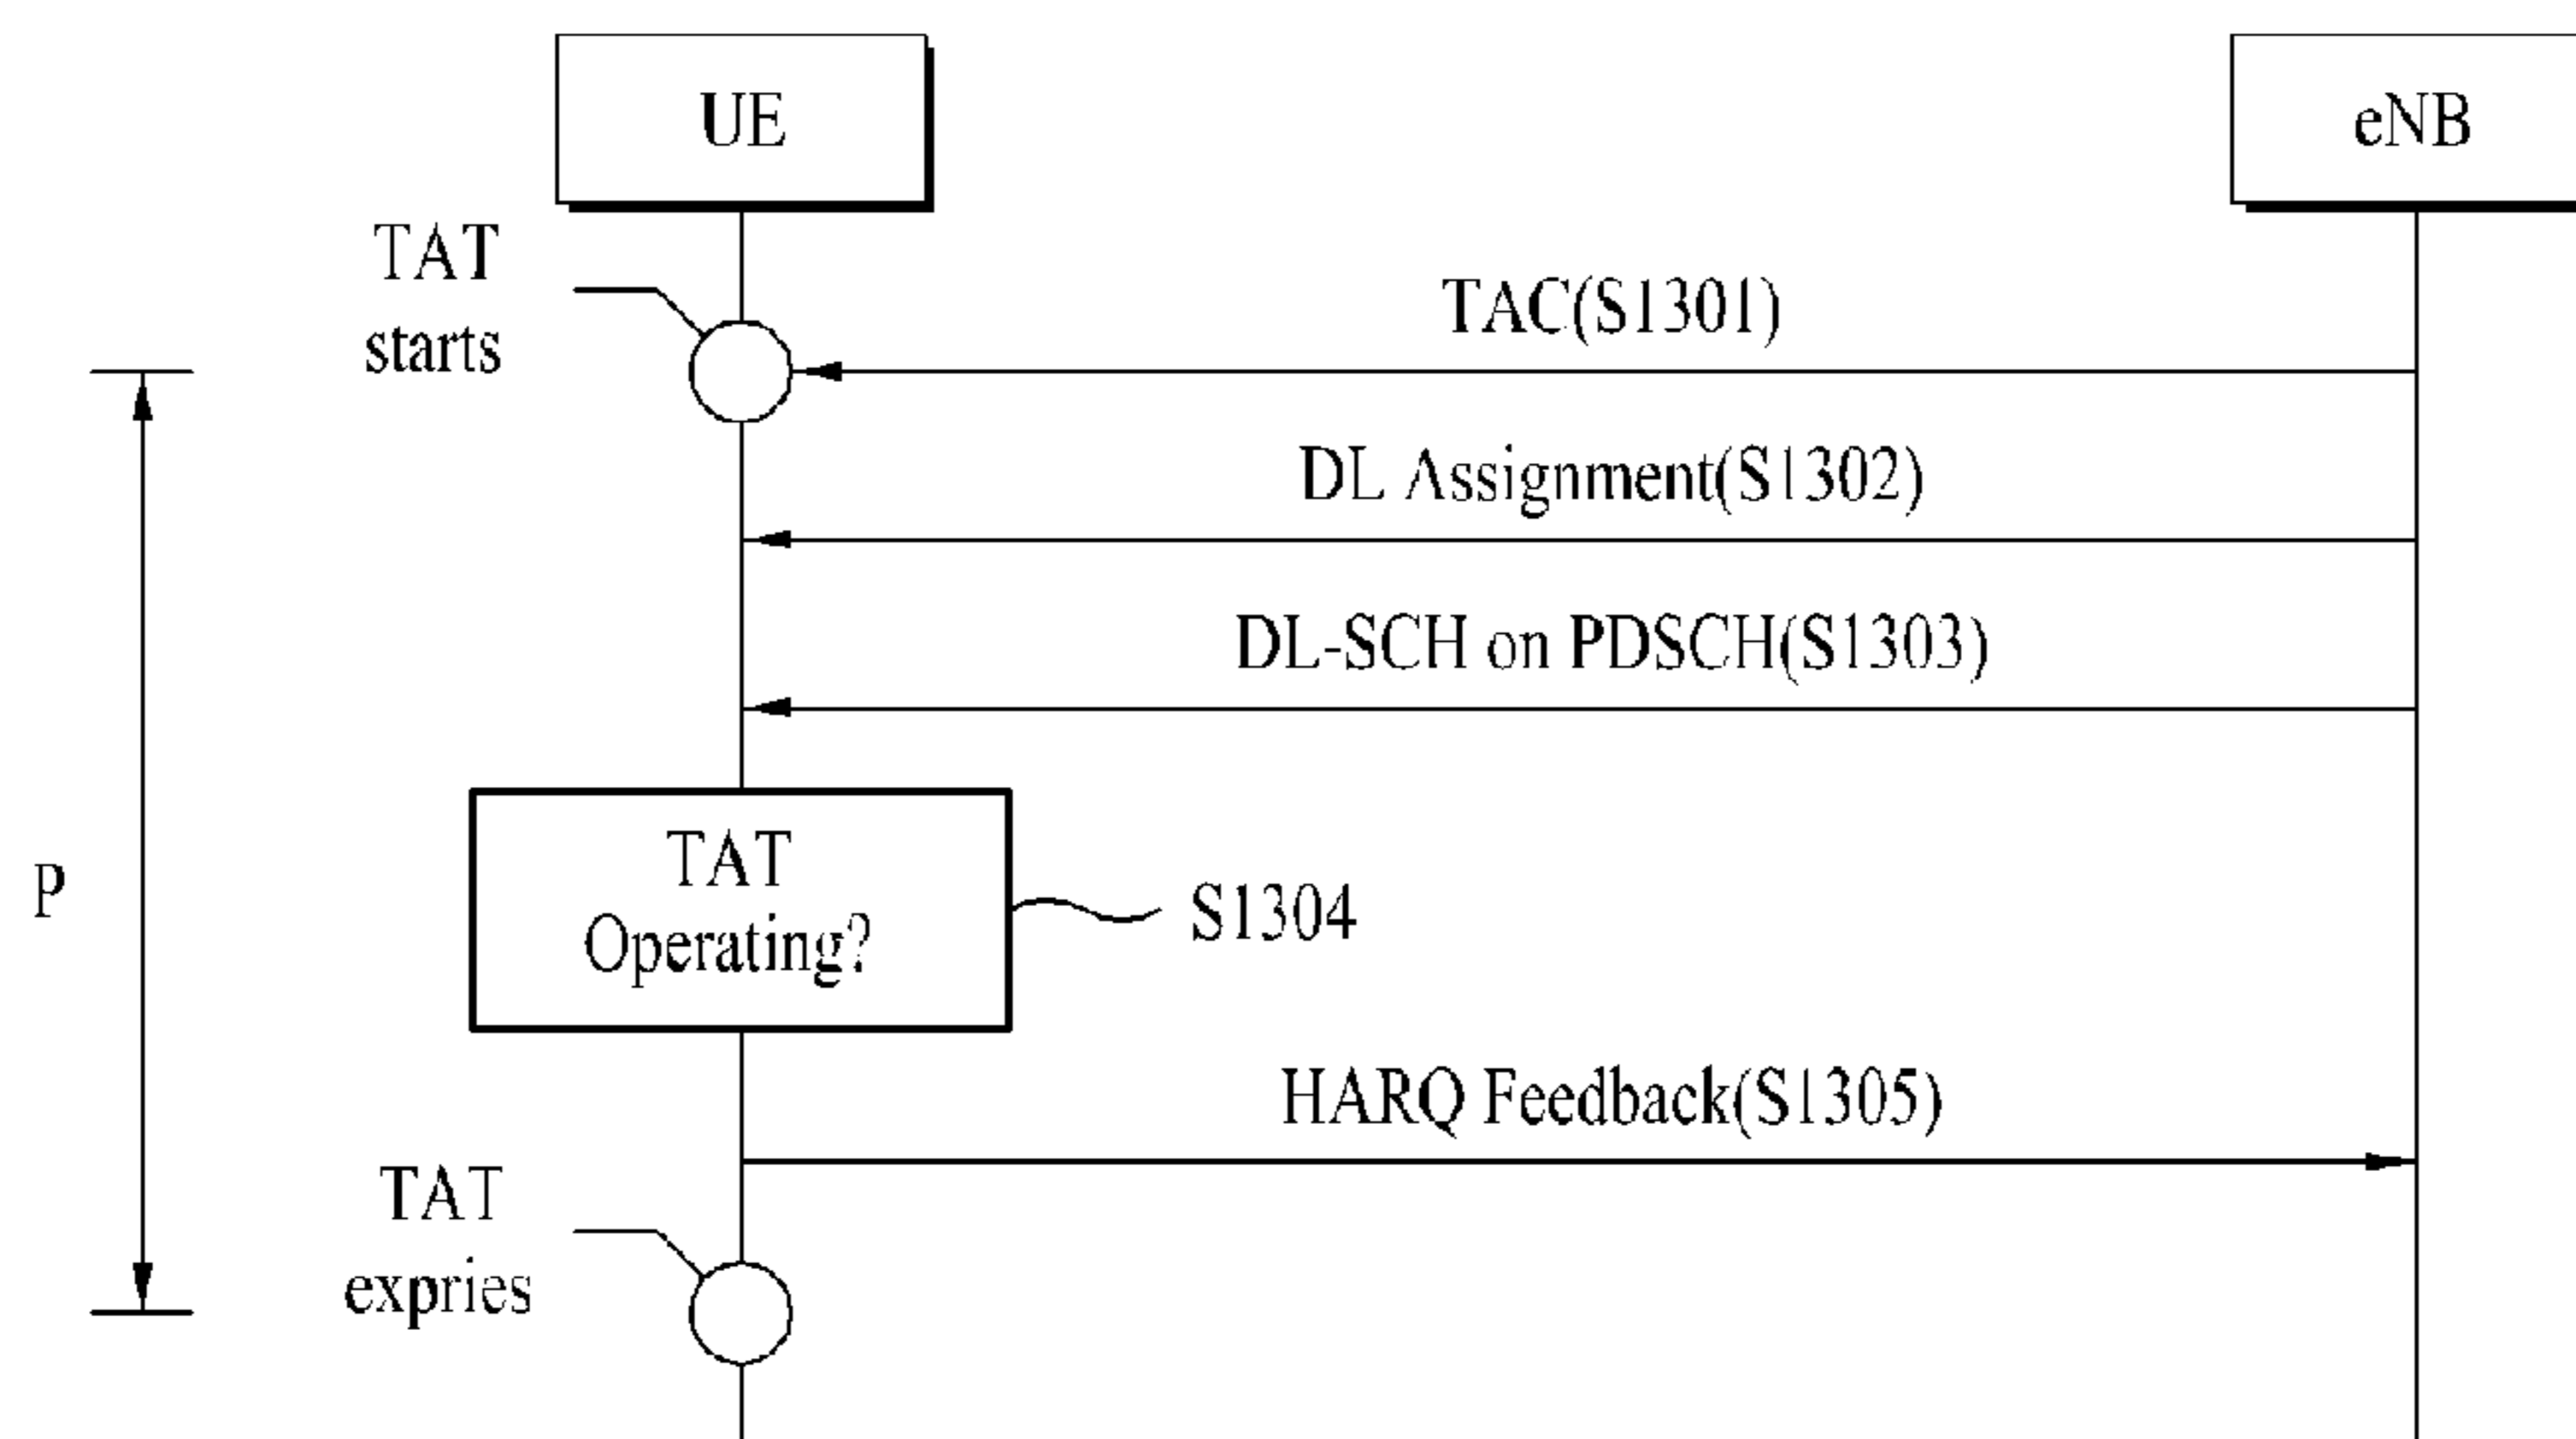 UE
eNB
TAT
starts
TAC(S1301)
DL Assignment(S1302)
DL-SCH on PDSCH(S1303)
P
TAT
Operating?
S1304
HARQ Feedback(S1305)
TAT
expries